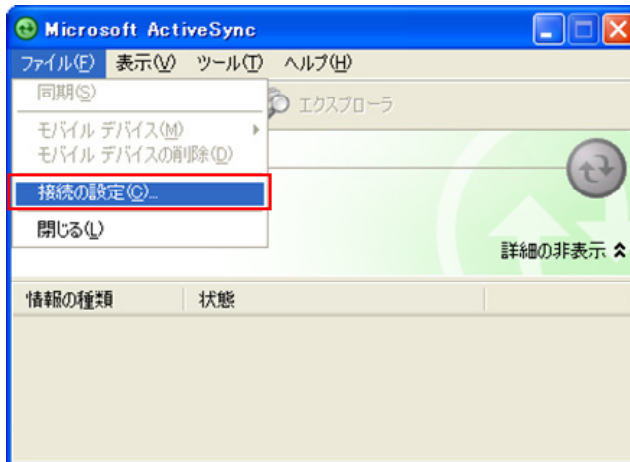 Microsoft ActiveSync
ファイル(F) 表示(V) ツール(T) ヘルプ(H)
同期(S)
エクスプローラ
モバイル デバイス(M)
モバイル デバイスの削除(D)
接続の設定(C)...
閉じる(L)
詳細の非表示
情報の種類 状態